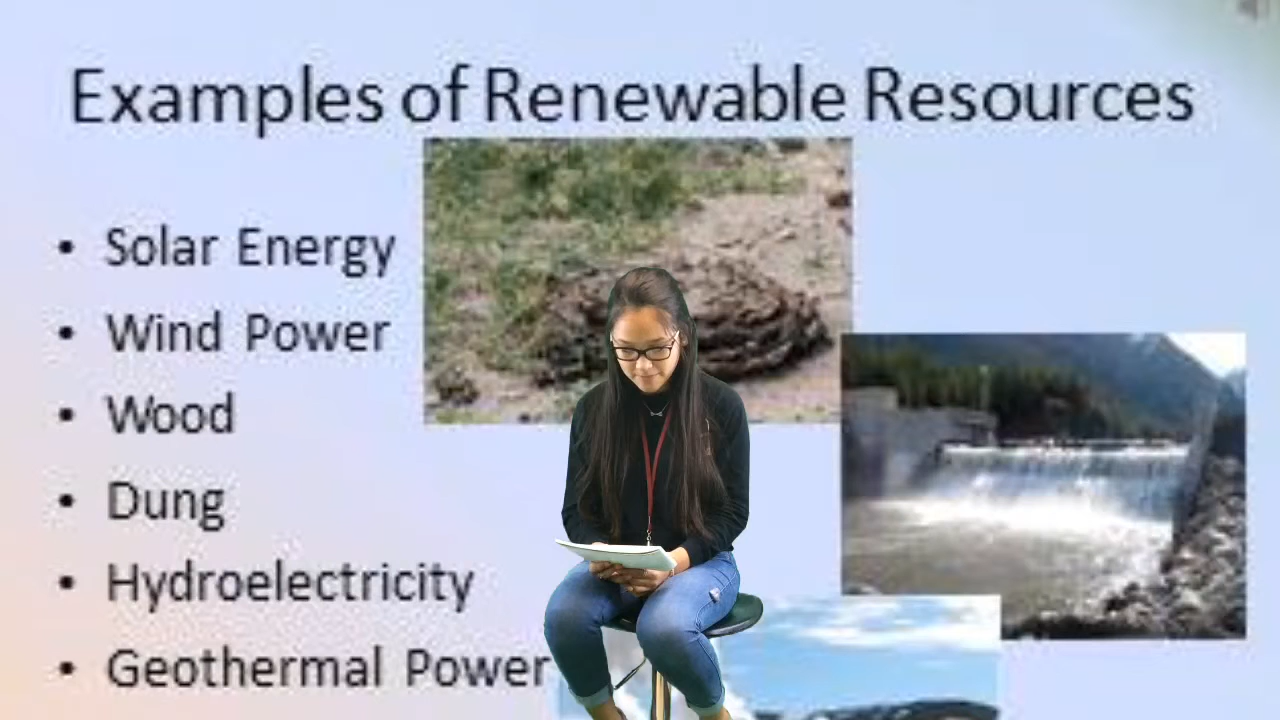 Examples of Renewable Resources
• Solar Energy
• Wind Power
• Wood
• Dung
• Hydroelectricity
• Geothermal Power